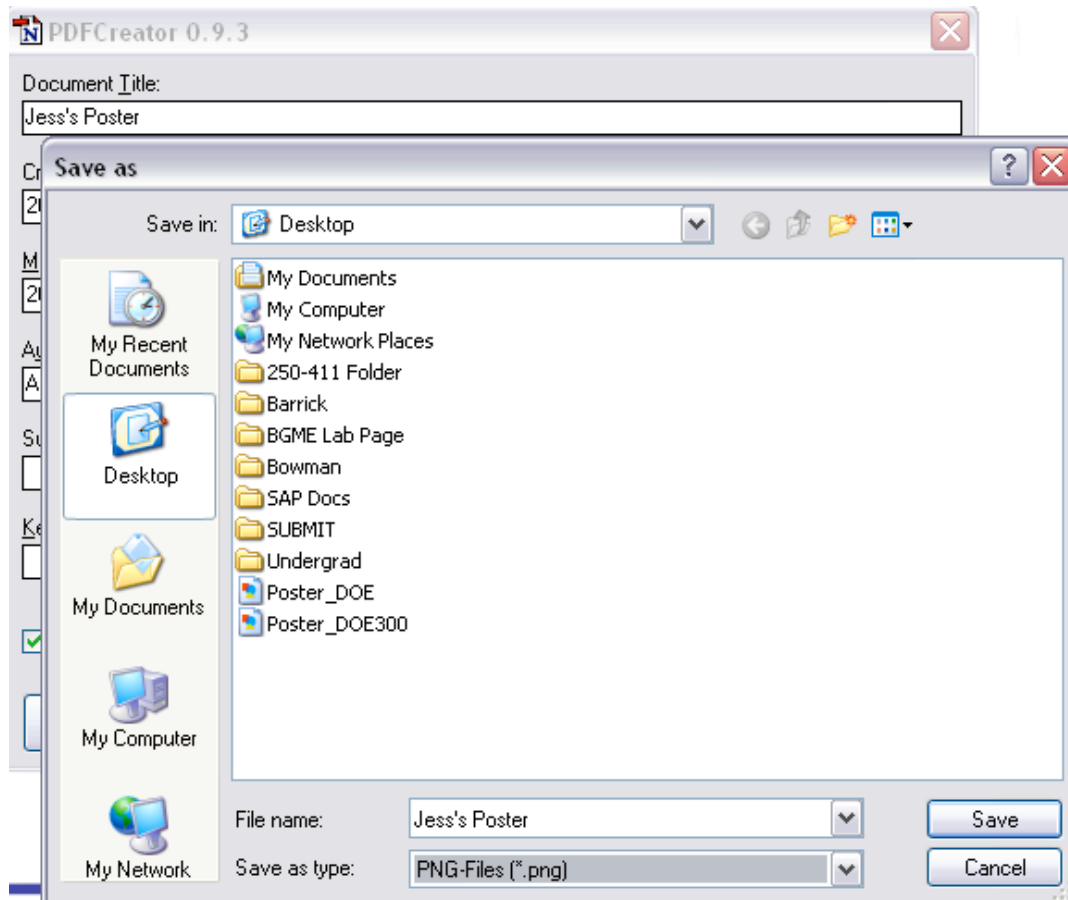 PDFCreator 0.9.3
Document Title:
Jess's Poster
Save as
Save in:
Desktop
My Recent
Documents
Desktop
My Documents
My Computer
My Network
My Documents
My Computer
My Network Places
250-411 Folder
Barrick
BGME Lab Page
Bowman
SAP Docs
SUBMIT
Undergrad
Poster_DOE
Poster_DOE300
File name:
Jess's Poster
Save
Save as type:
PNG-Files (*.png)
Cancel